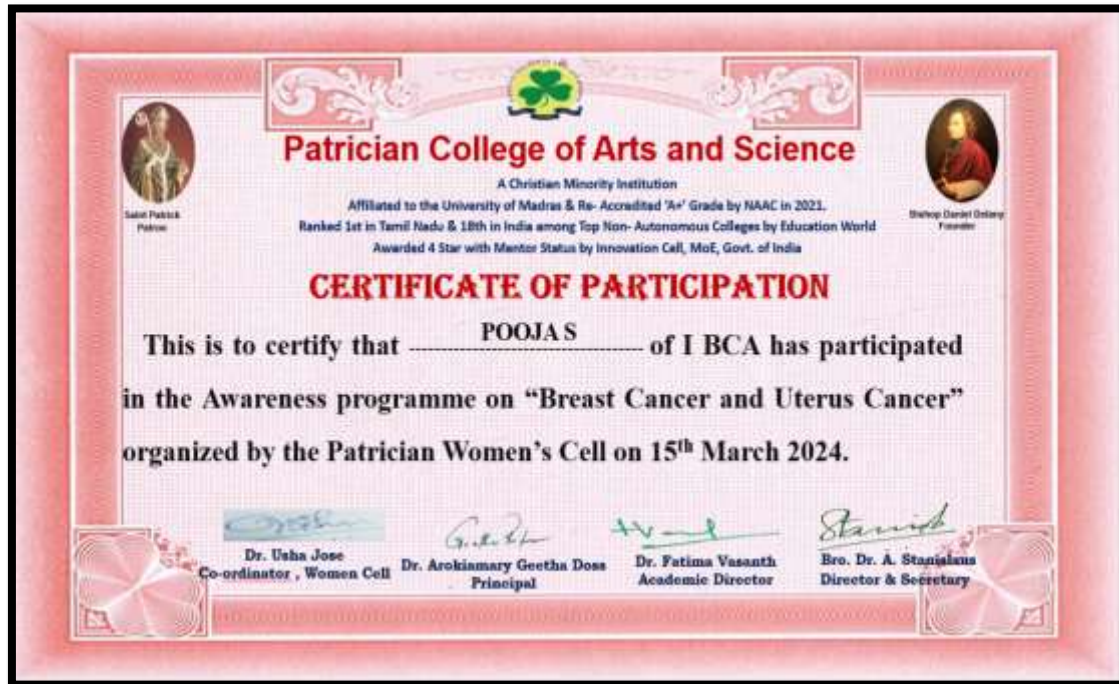 Patrician College of Arts and Science
A Christian Minority Institution
Affiliated to the University of Madras & Re- Accredited 'A+' Grade by NAAC in 2021.
Ranked 1st in Tamil Nadu & 18th in India among Top Non- Autonomous Colleges by Education World
Awarded 4 Star with Mentor Status by Innovation Cell, MoE, Govt. of India
Saint Patrick
Patron
Bishop Daniel Delany
Founder
CERTIFICATE OF PARTICIPATION
This is to certify that POOJA S of I BCA has participated
in the Awareness programme on “Breast Cancer and Uterus Cancer”
organized by the Patrician Women's Cell on 15th March 2024.
Dr. Usha Jose
Co-ordinator , Women Cell
Dr. Arokiamary Geetha Doss
Principal
Dr. Fatima Vasanth
Academic Director
Bro. Dr. A. Stanislaus
Director & Secretary